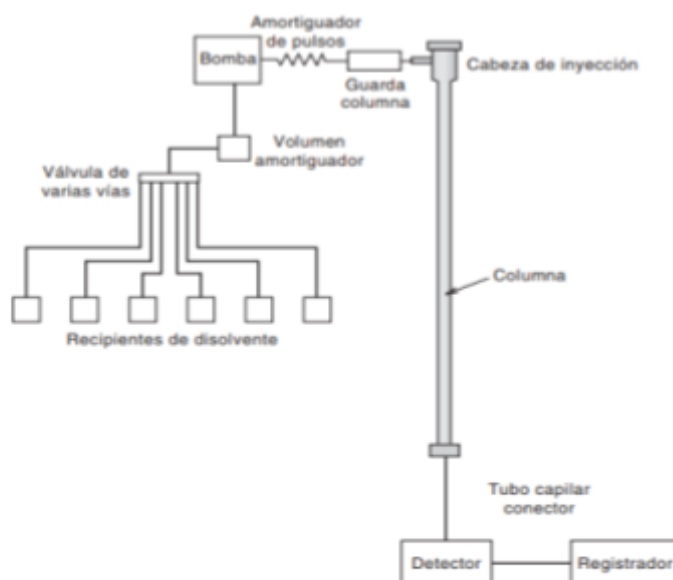 Amortiguador
de pulsos
Bomba
Guarda
columna
Cabeza de inyección
Volumen
amortiguador
Válvula de
varias vías
Columna
Recipientes de disolvente
Tubo capilar
conector
Detector
Registrador